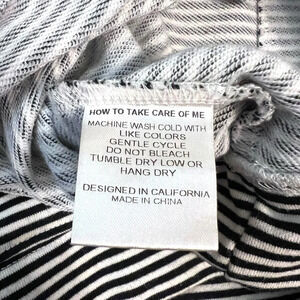 HOW TO TAKE CARE OF ME
MACHINE WASH COLD WITH
LIKE COLORS
GENTLE CYCLE
DO NOT BLEACH
TUMBLE DRY LOW OR
HANG DRY
DESIGNED IN CALIFORNIA
MADE IN CHINA